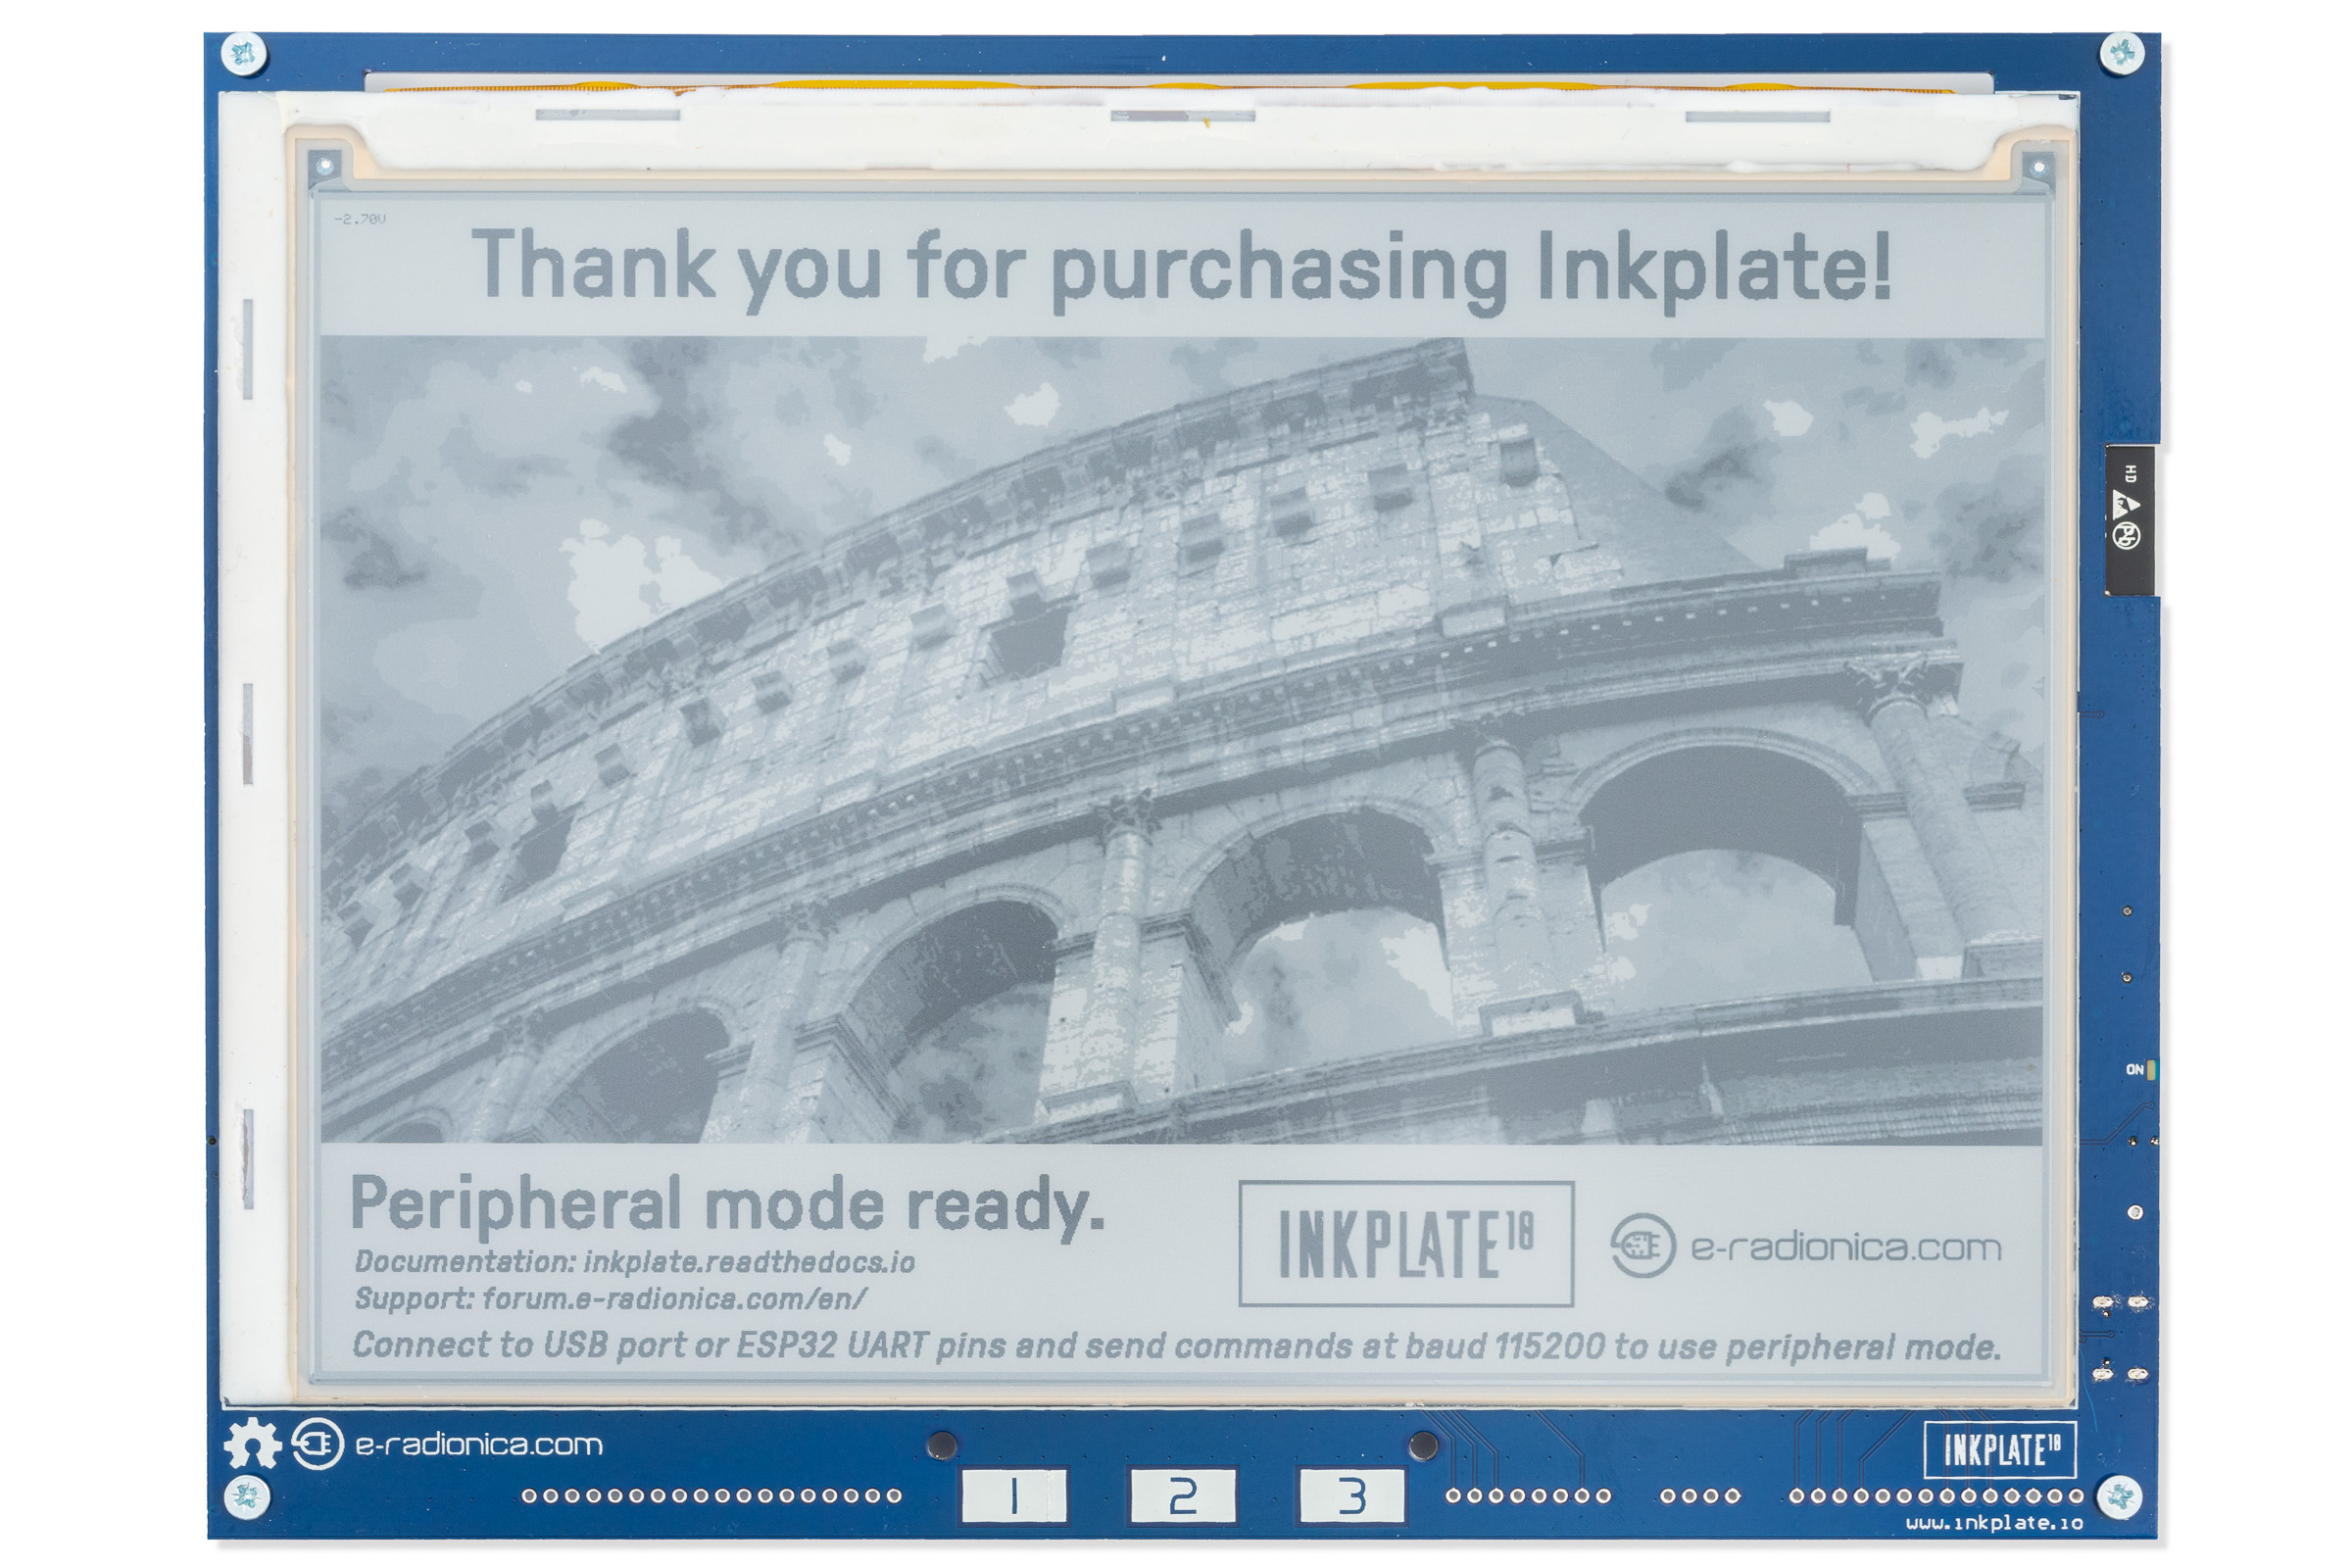 -2.70V
Thank you for purchasing Inkplate!
HD
Pb
ON
Peripheral mode ready.
Documentation: inkplate.readthedocs.io
Support: forum.e-radionica.com/en/
INKPLATE10
e-radionica.com
Connect to USB port or ESP32 UART pins and send commands at baud 115200 to use peripheral mode.
e-radionica.com
INKPLATE10
1 2 3
www.inkplate.io